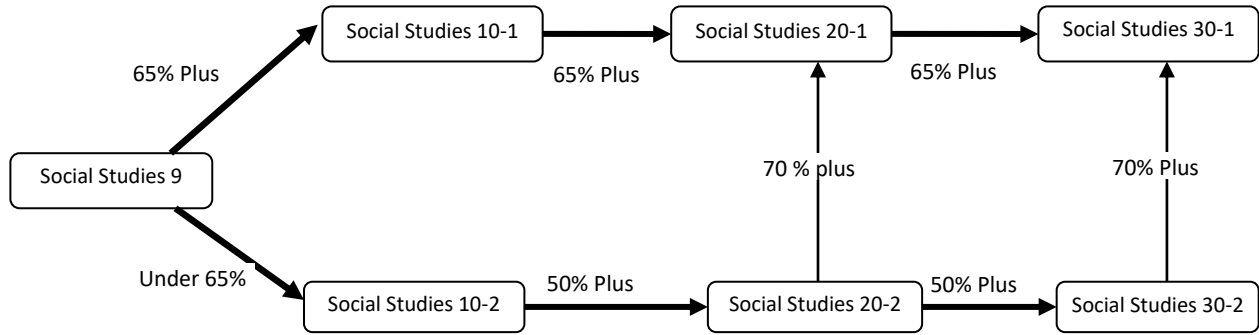 Social Studies 10-1
Social Studies 20-1
Social Studies 30-1
65% Plus
65% Plus
65% Plus
Social Studies 9
70 % plus
70% Plus
Under 65%
50% Plus
50% Plus
Social Studies 10-2
Social Studies 20-2
Social Studies 30-2